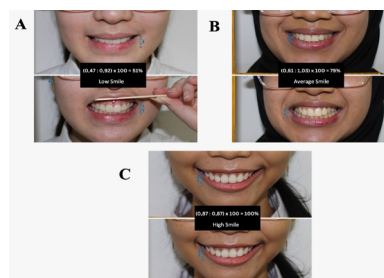 A
(0,47 : 0,92) x 100 = 51%
Low Smile
B
(0,81 : 1,03) x 100 = 79%
Average Smile
C
(0,87 : 0,87) x 100 = 100%
High Smile